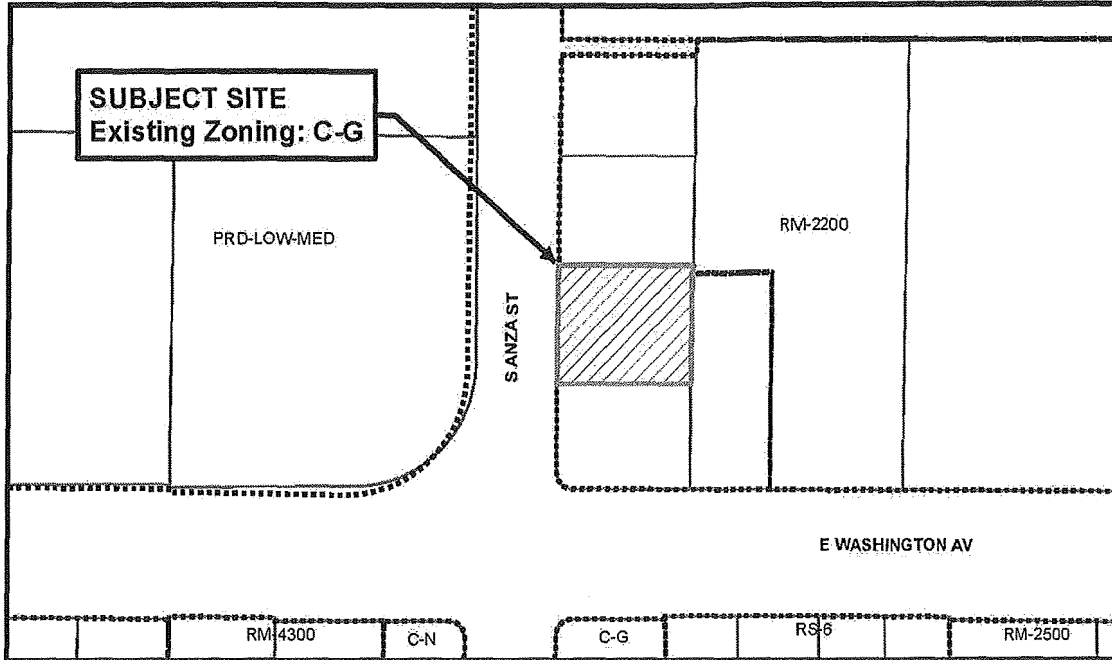 SUBJECT SITE
Existing Zoning: C-G
PRD-LOW-MED
RM-2200
S ANZA ST
E WASHINGTON AV
RM-4300
C-N
C-G
RS-6
RM-2500